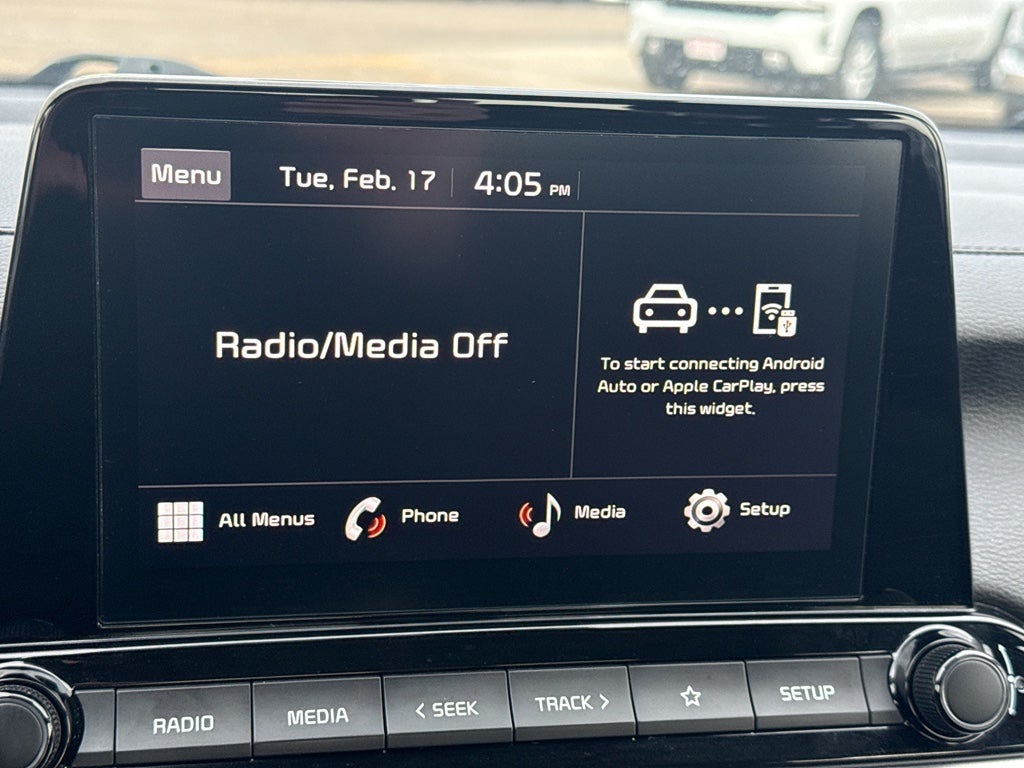 Menu
Tue, Feb. 17
4:05 PM
Radio/Media Off
To start connecting Android
Auto or Apple CarPlay, press
this widget.
All Menus
Phone
Media
Setup
RADIO
MEDIA
< SEEK
TRACK >
SETUP